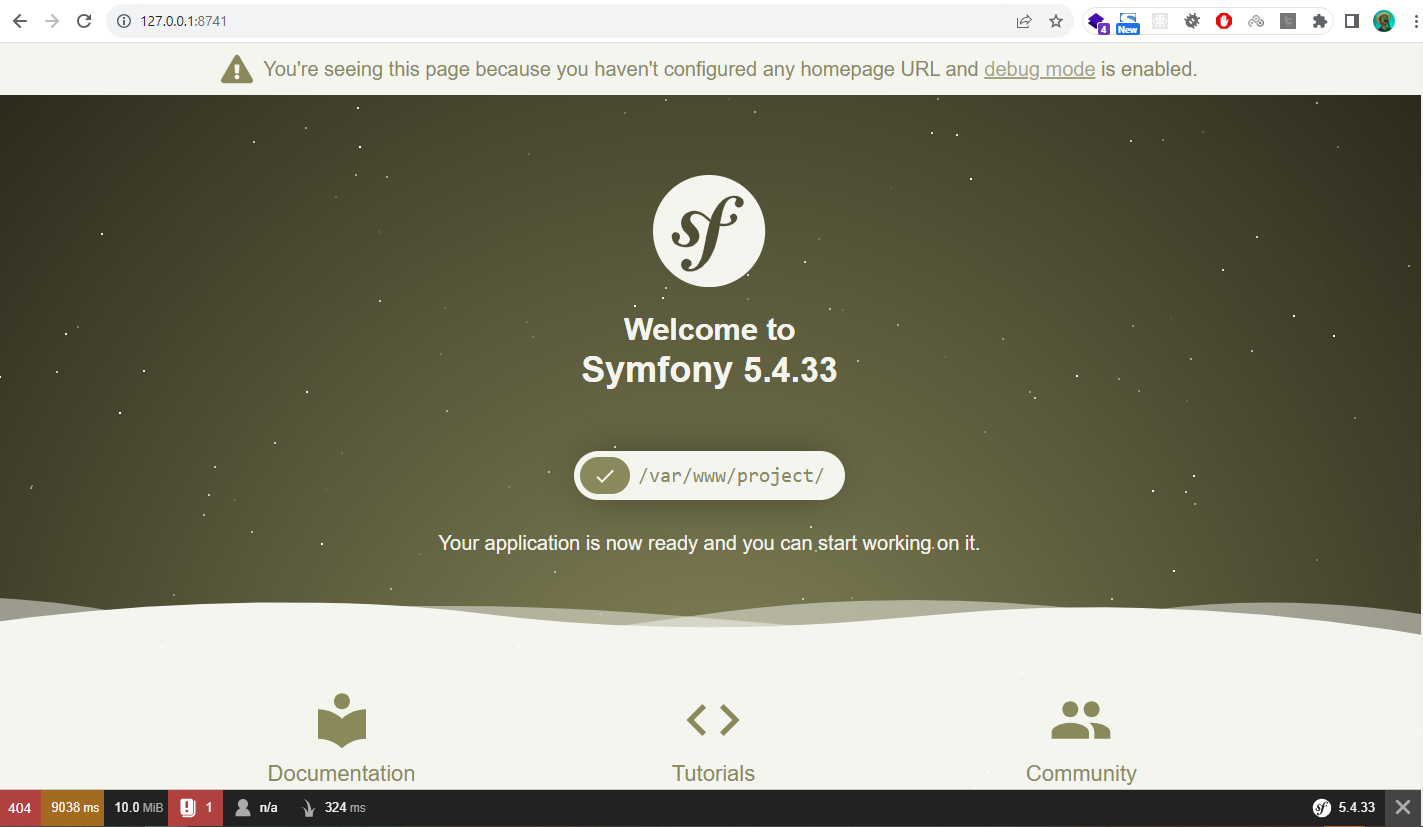 127.0.0.1:8741
4
New
You're seeing this page because you haven't configured any homepage URL and debug mode is enabled.
sf
Welcome to
Symfony 5.4.33
/var/www/project/
Your application is now ready and you can start working on it.
Documentation
Tutorials
Community
404 9038 ms 10.0 MiB 1 n/a 324 ms sf 5.4.33